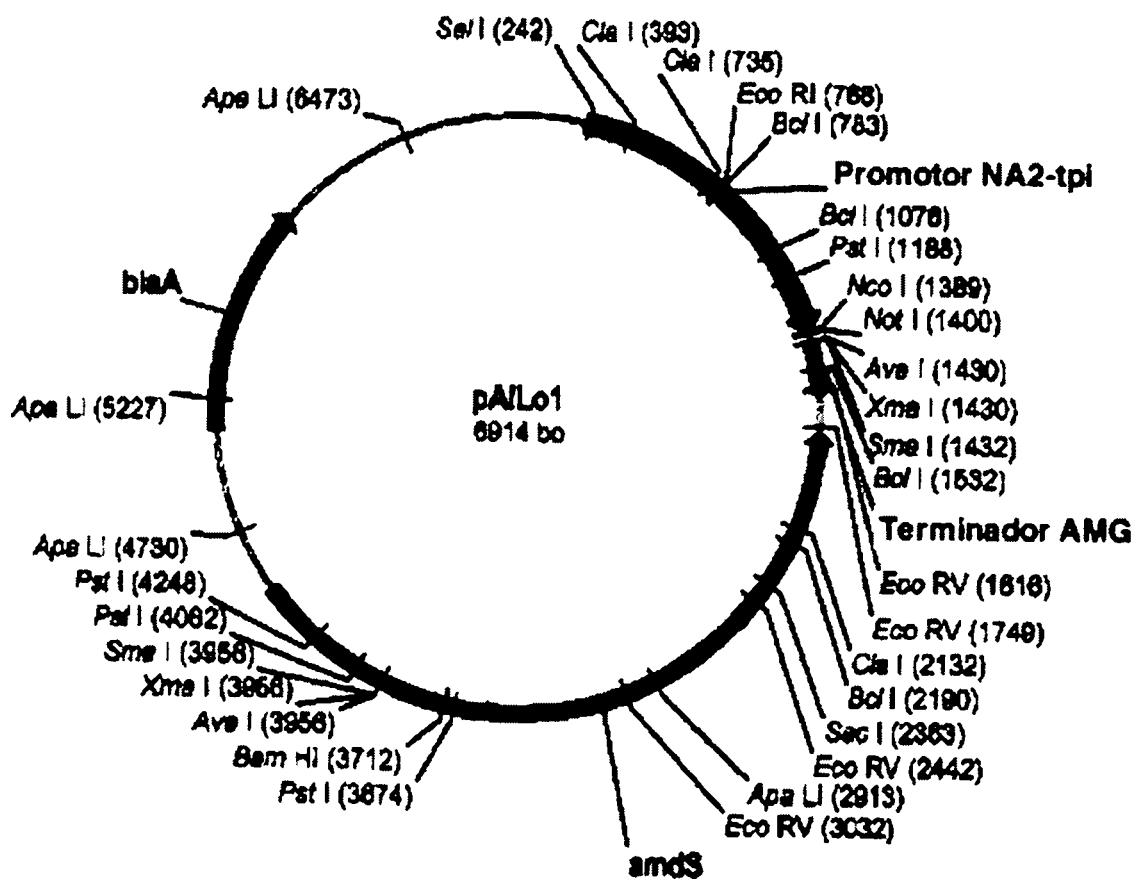 Sal I (242)
Cla I (393)
Cla I (735)
Eco RI (768)
Bcl I (783)
Promotor NA2-tpi
Bcl I (1076)
Pst I (1188)
Nco I (1389)
Not I (1400)
Ava I (1430)
Xma I (1430)
Sma I (1432)
Bcl I (1532)
Terminador AMG
Eco RV (1616)
Eco RV (1749)
Cla I (2132)
Bcl I (2190)
Sac I (2363)
Eco RV (2442)
Apa LI (2913)
Eco RV (3032)
amdS
Pst I (3674)
Bam HI (3712)
Ava I (3956)
Xma I (3956)
Sma I (3958)
Pst I (4062)
Pst I (4248)
Apa LI (4730)
Apa LI (5227)
blaA
Apa LI (6473)
pAlLo1
6914 bo